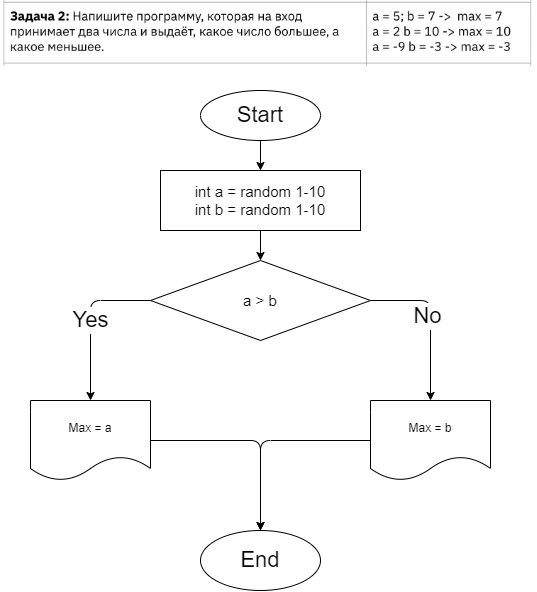 Задача 2: Напишите программу, которая на вход
принимает два числа и выдаёт, какое число большее, а
какое меньшее.
a = 5; b = 7 -> max = 7
a = 2 b = 10 -> max = 10
a = -9 b = -3 -> max = -3
Start
int a = random 1-10
int b = random 1-10
a > b
Yes
No
Max = a
Max = b
End